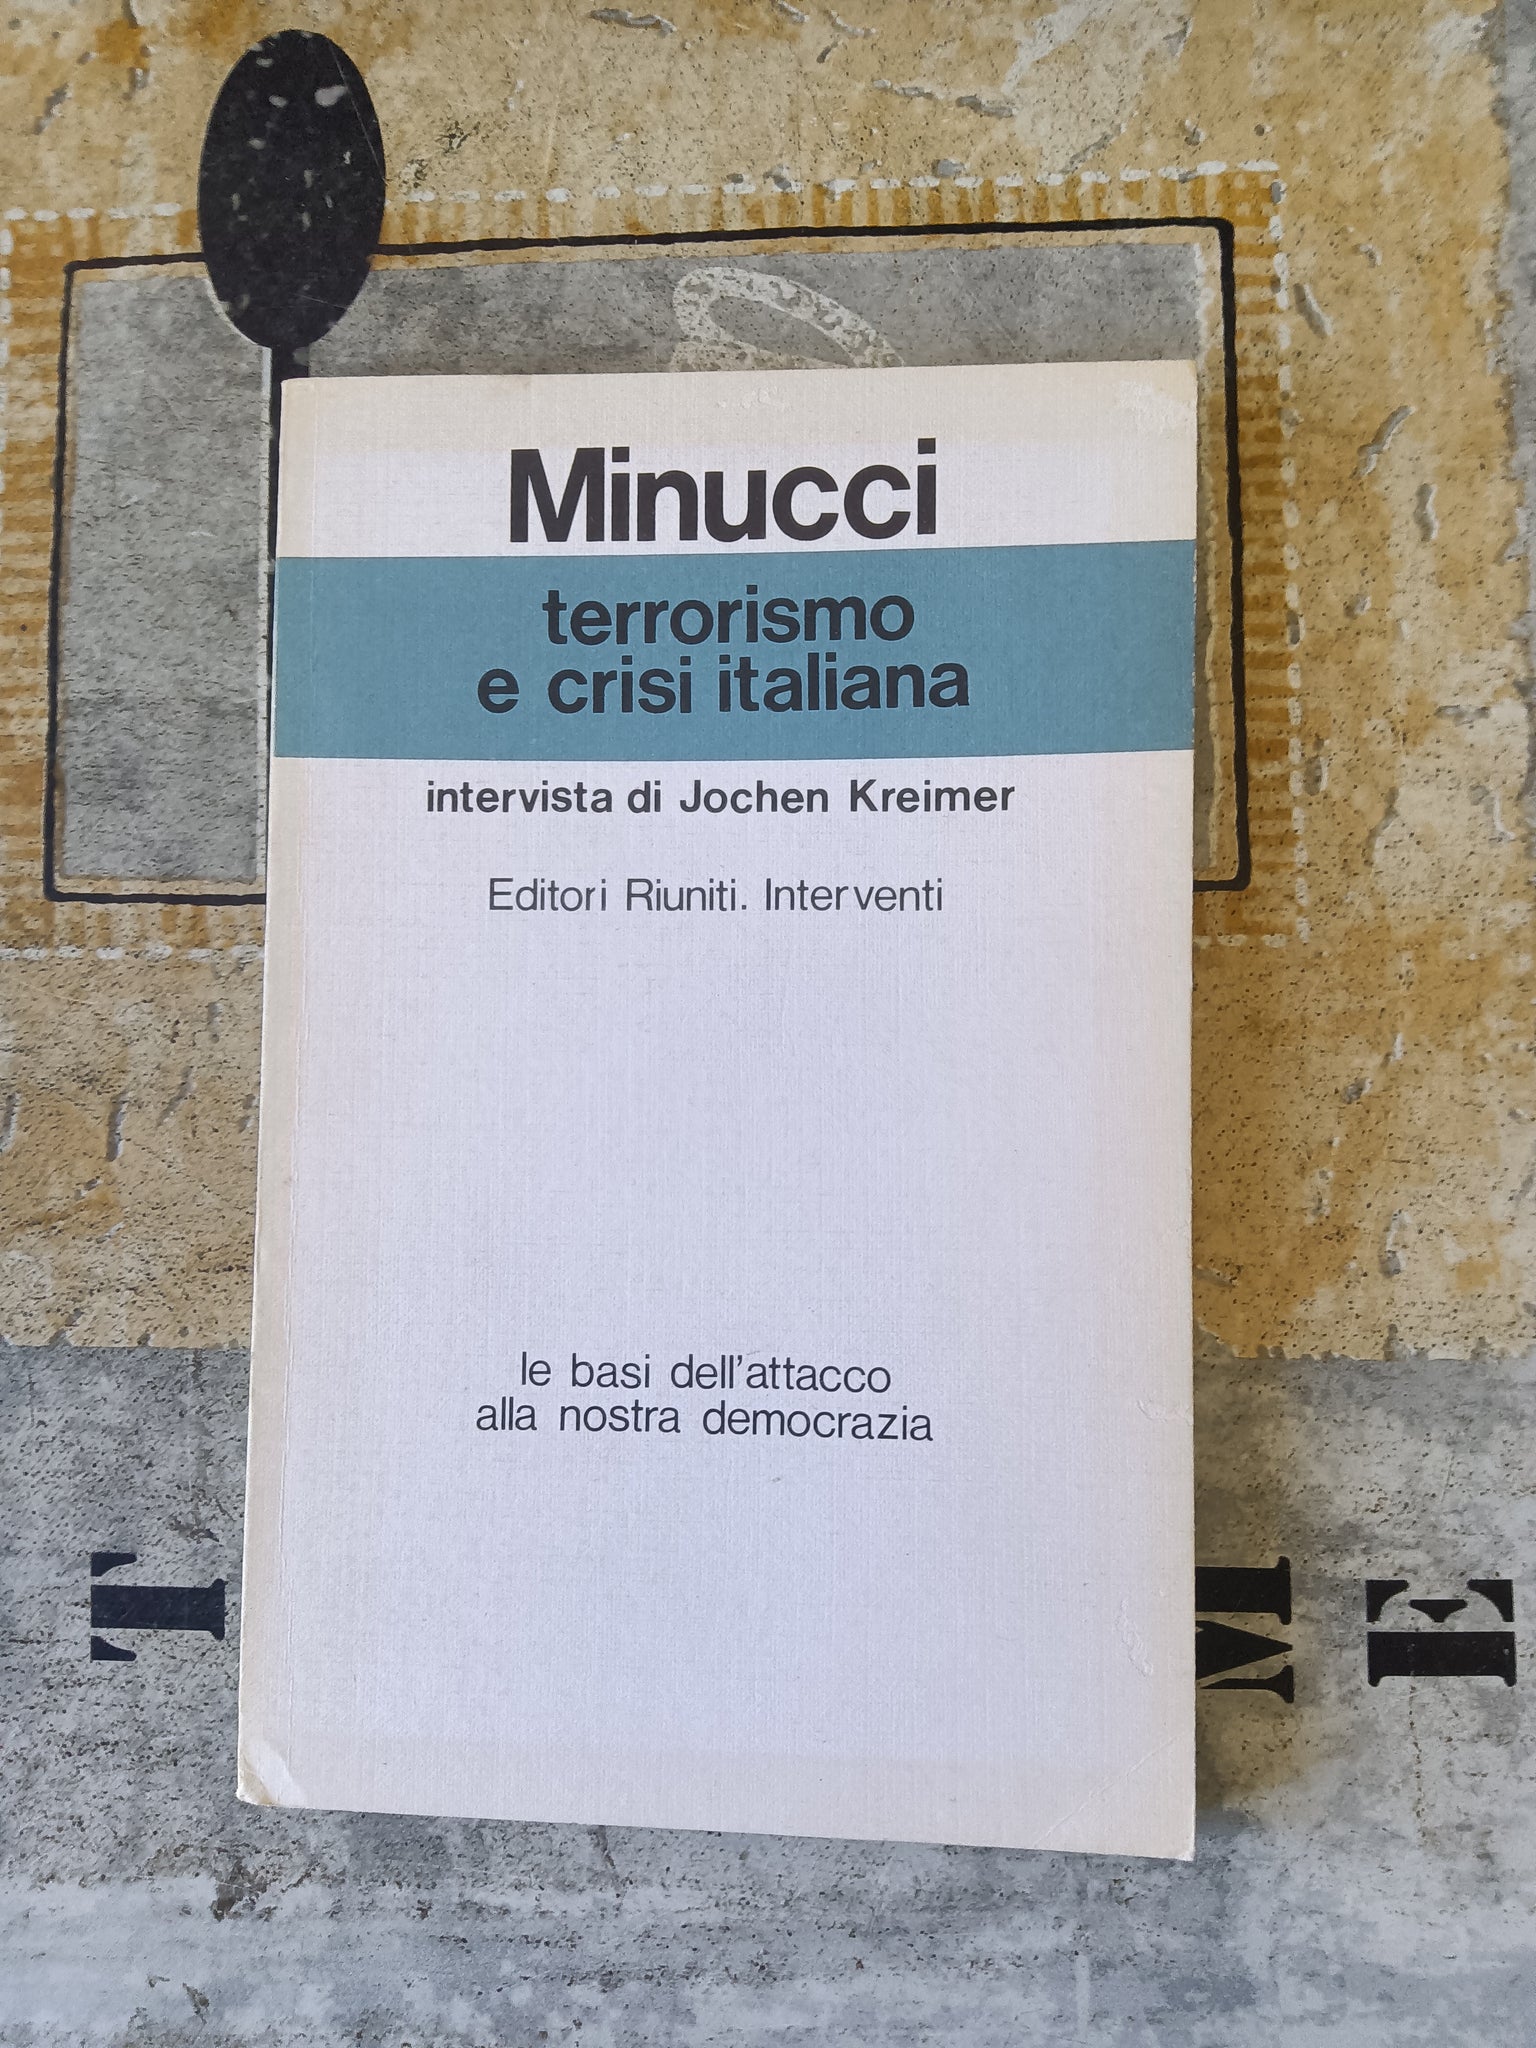 Minucci
terrorismo
e crisi italiana
intervista di Jochen Kreimer
Editori Riuniti. Interventi
le basi dell'attacco
alla nostra democrazia
T
M
E